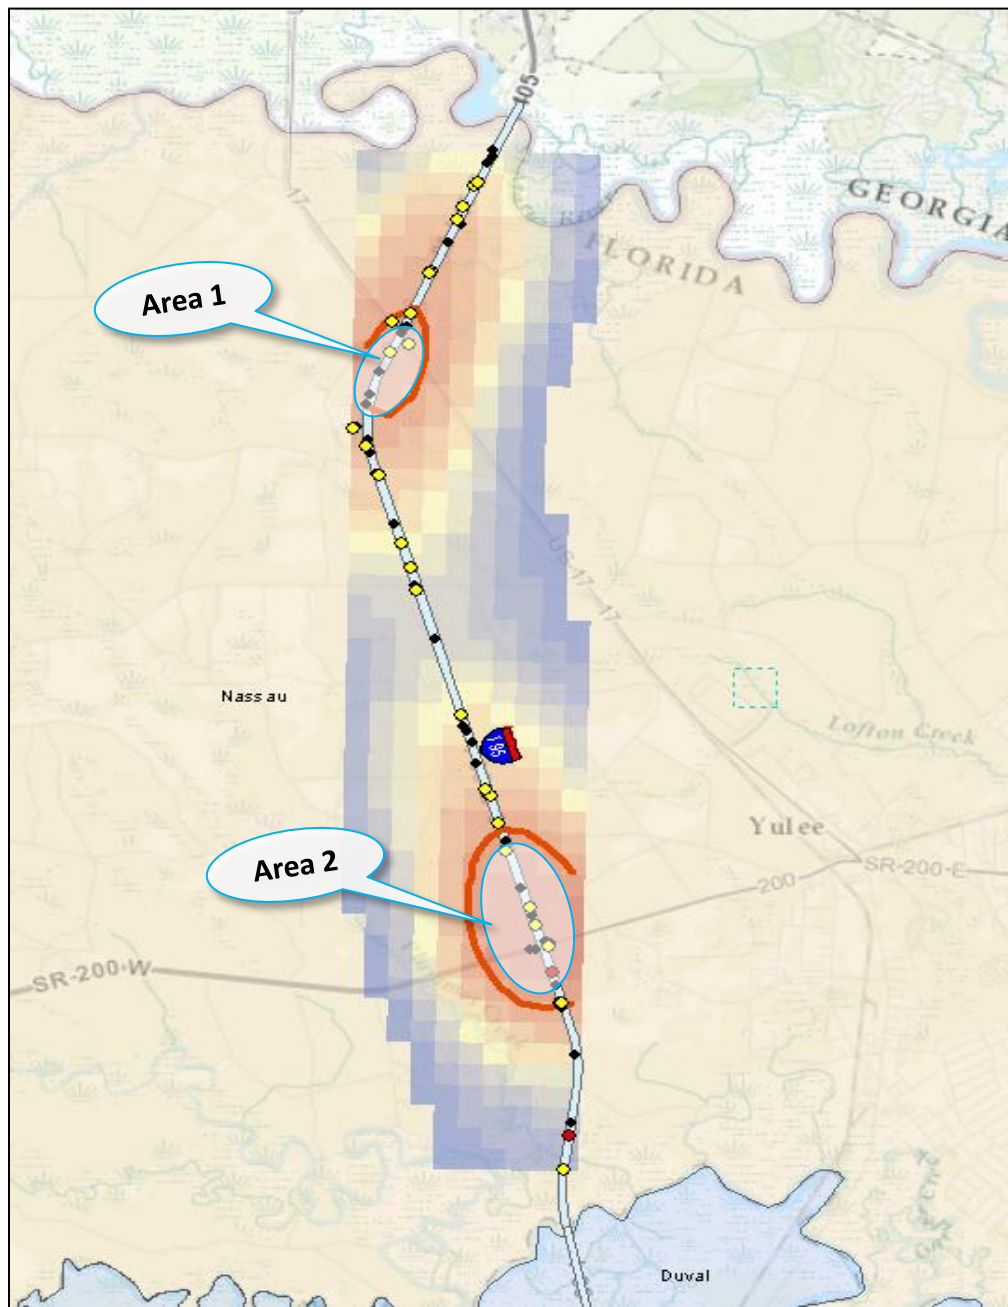 105
GEORGIA
17
FLORIDA
Area 1
US-17
17
Nassau
Lofton Creek
I 95
Yulee
Area 2
SR-200-E
200
SR-200-W
Duval